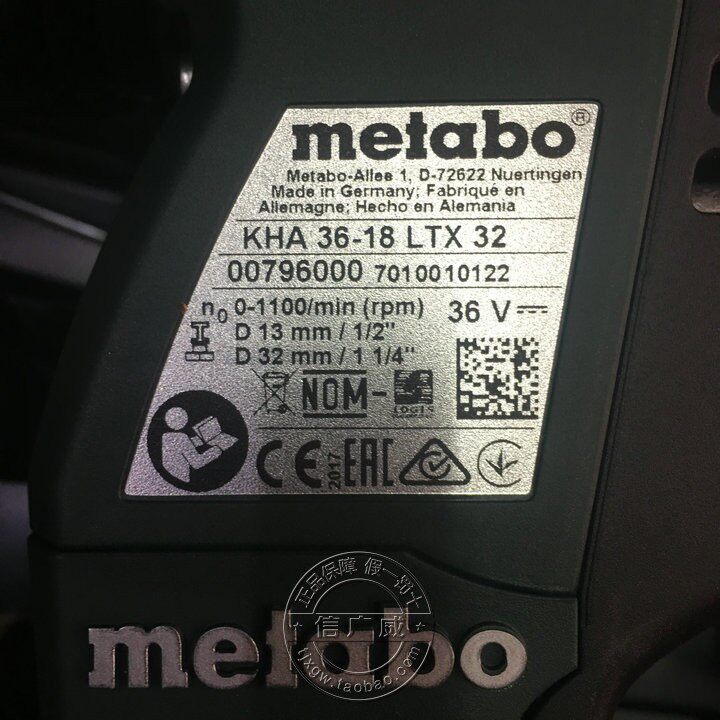 metabo®
Metabo-Allee 1, D-72622 Nuertingen
Made in Germany; Fabriqué en
Allemagne; Hecho en Alemania
KHA 36-18 LTX 32
00796000 7010010122
n0 0-1100/min (rpm) 36 V
D 13 mm / 1/2"
D 32 mm / 1 1/4"
NOM-
LOGIS
CE 2017 EAC
metabo
正品保障 假一罚十
信广威
tjxgw.taobao.com